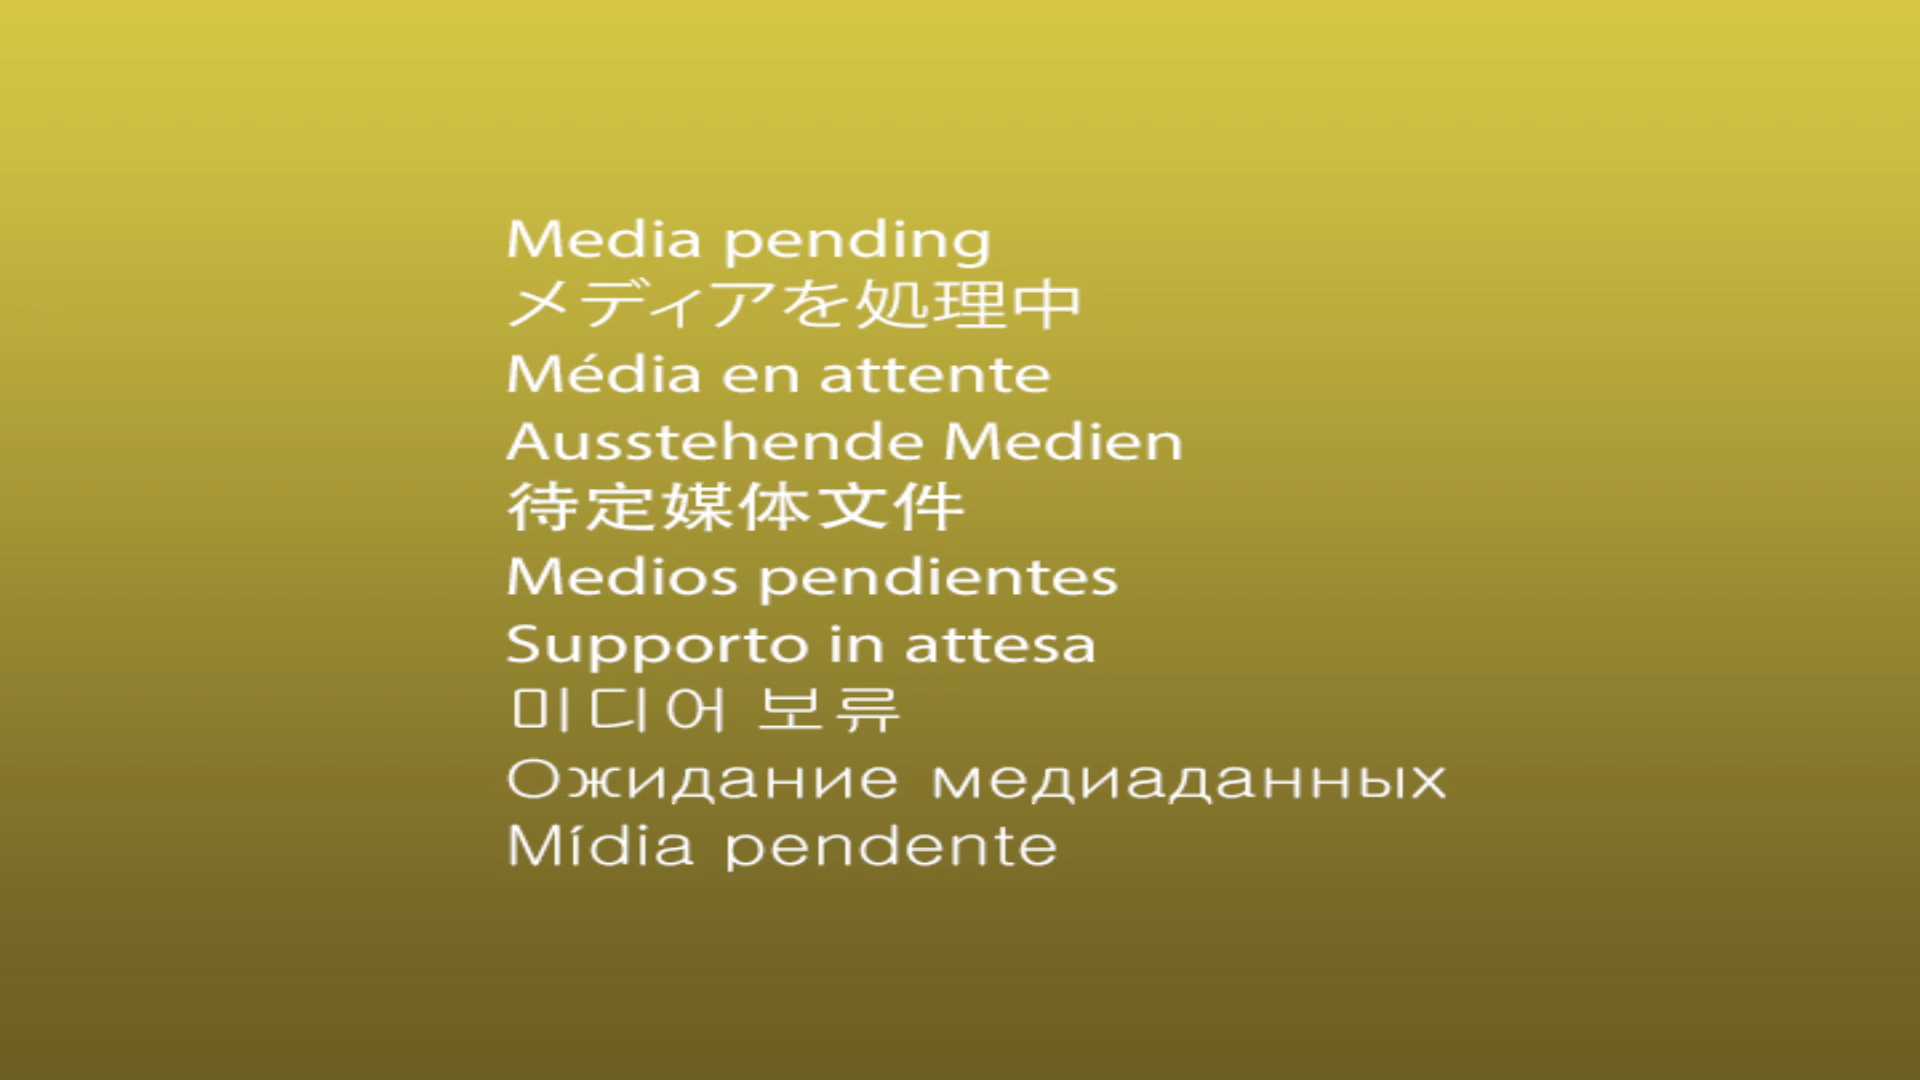 Media pending
メディアを処理中
Média en attente
Ausstehende Medien
待定媒体文件
Medios pendientes
Supporto in attesa
미디어 보류
Ожидание медиаданных
Mídia pendente